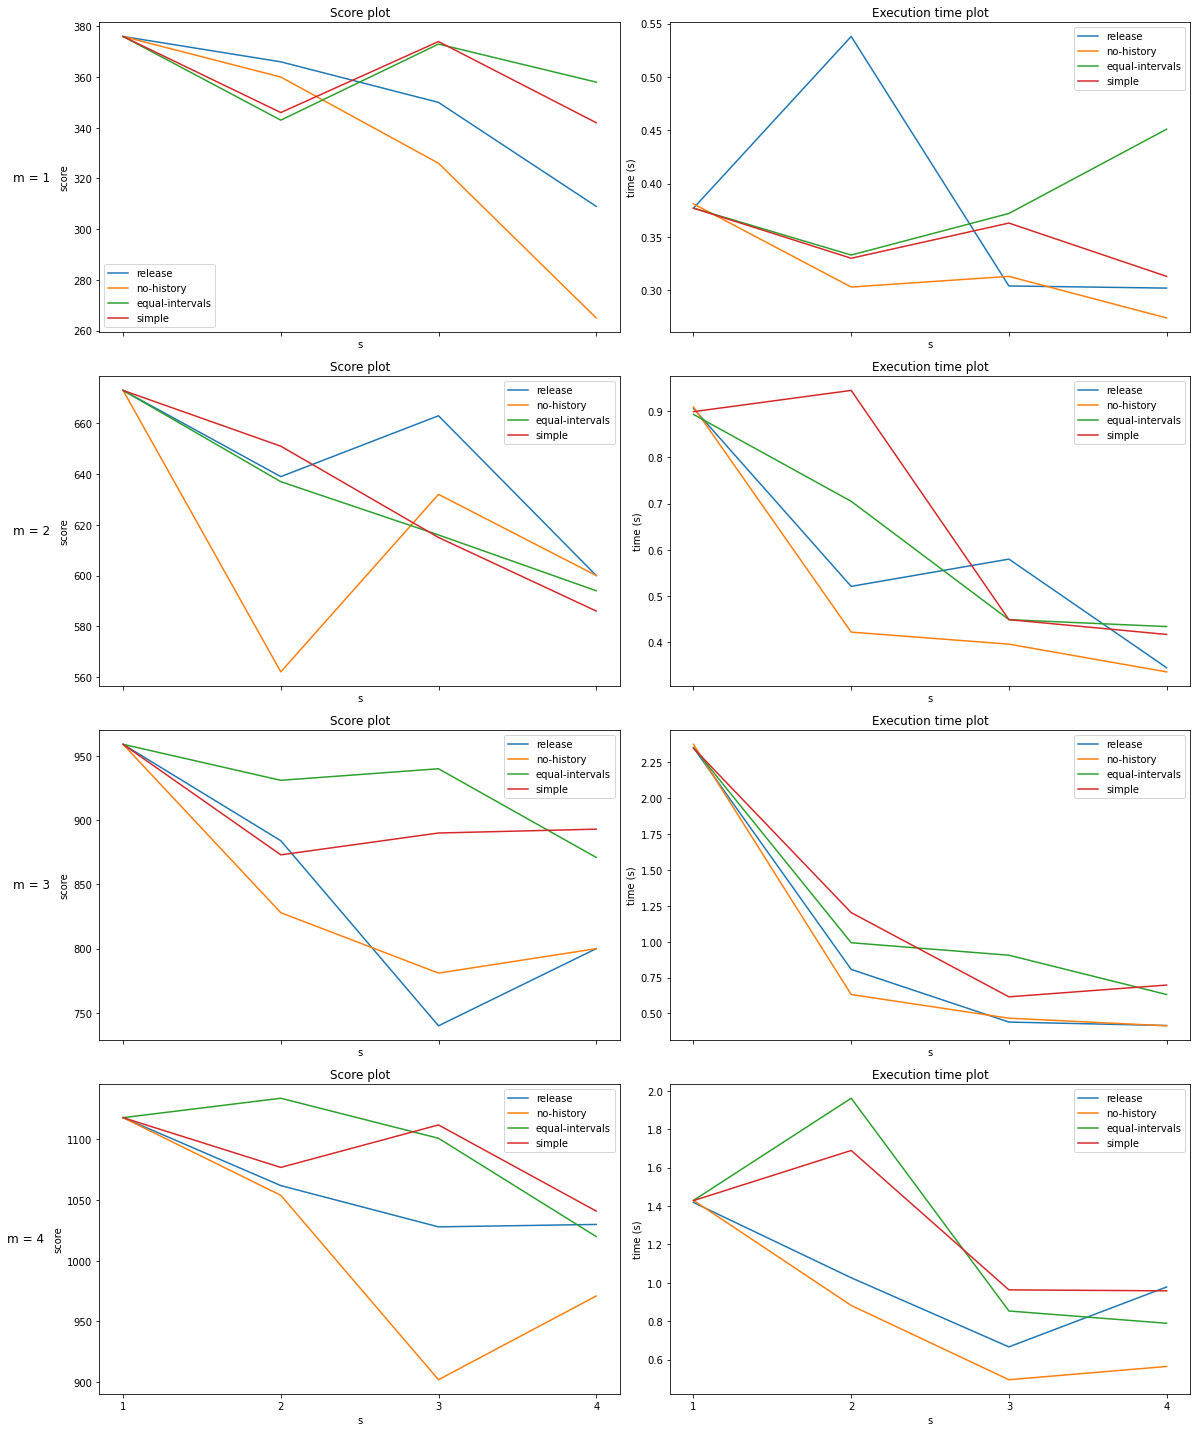 Score plot
380
360
340
320
300
280
260
score
s
m = 1
release
no-history
equal-intervals
simple
Execution time plot
0.55
0.50
0.45
0.40
0.35
0.30
time (s)
s
release
no-history
equal-intervals
simple
Score plot
660
640
620
600
580
560
score
s
m = 2
release
no-history
equal-intervals
simple
Execution time plot
0.9
0.8
0.7
0.6
0.5
0.4
time (s)
s
release
no-history
equal-intervals
simple
Score plot
950
900
850
800
750
score
s
m = 3
release
no-history
equal-intervals
simple
Execution time plot
2.25
2.00
1.75
1.50
1.25
1.00
0.75
0.50
time (s)
s
release
no-history
equal-intervals
simple
Score plot
1100
1050
1000
950
900
score
m = 4
release
no-history
equal-intervals
simple
1 2 3 4
s
Execution time plot
2.0
1.8
1.6
1.4
1.2
1.0
0.8
0.6
time (s)
release
no-history
equal-intervals
simple
1 2 3 4
s